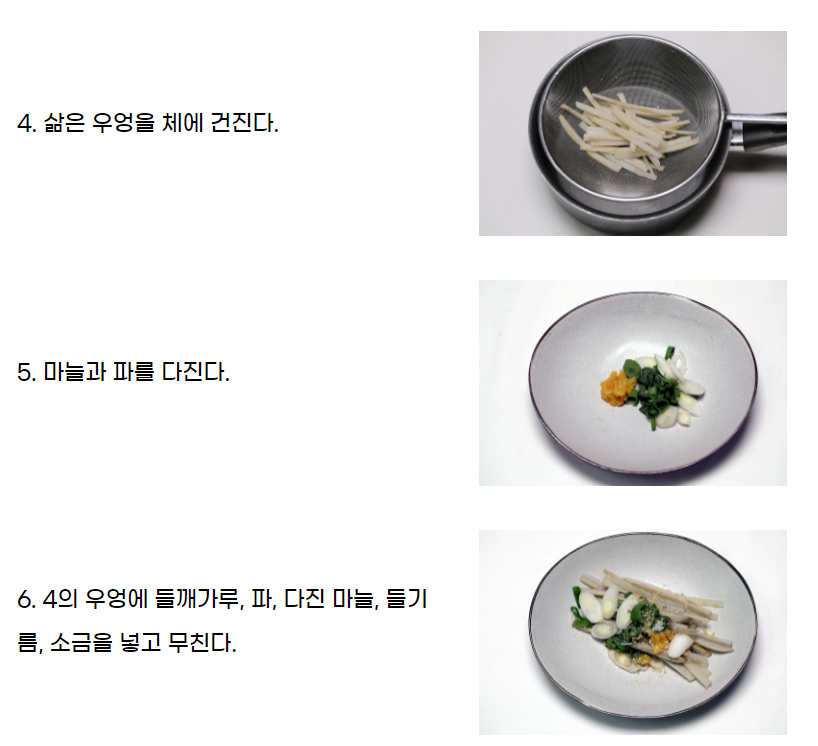 4. 삶은 우엉을 체에 건진다.
5. 마늘과 파를 다진다.
6. 4의 우엉에 들깨가루, 파, 다진 마늘, 들기
름, 소금을 넣고 무친다.